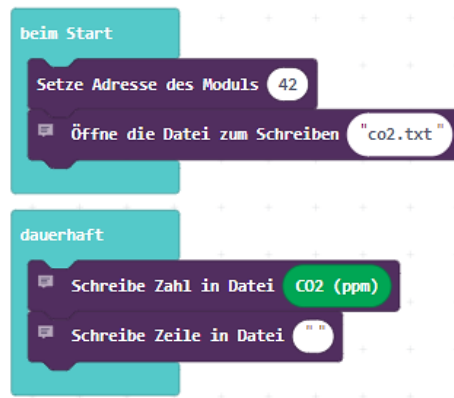 beim Start
Setze Adresse des Moduls 42
Öffne die Datei zum Schreiben "co2.txt"
dauerhaft
Schreibe Zahl in Datei CO2 (ppm)
Schreibe Zeile in Datei " "